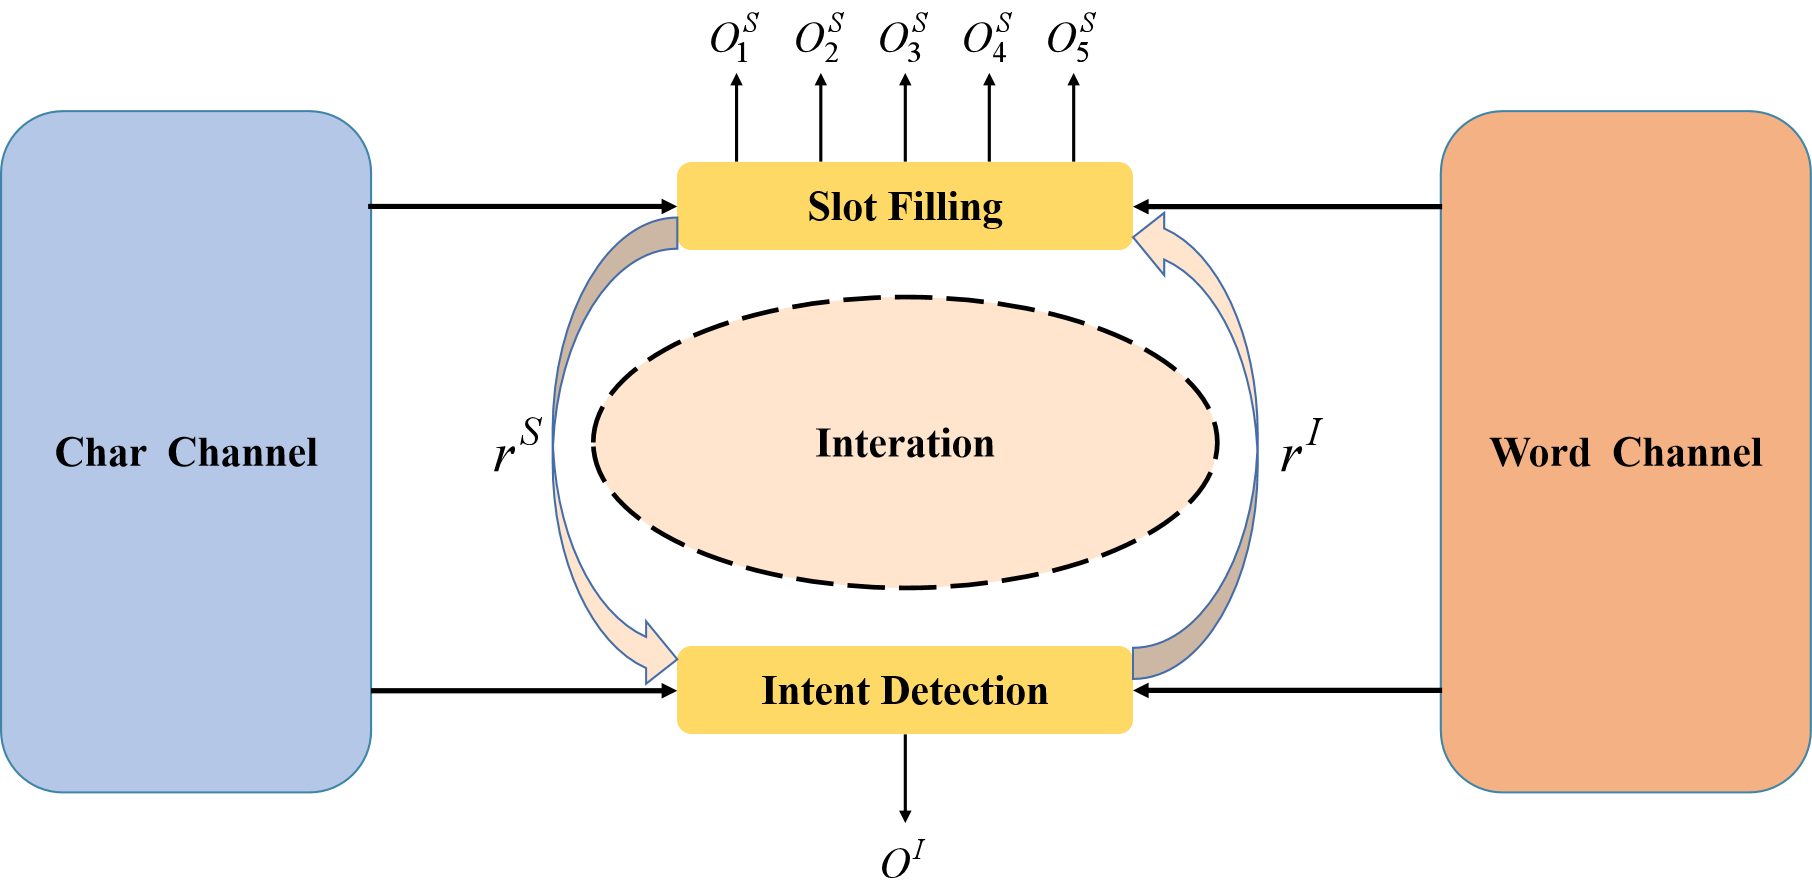 O_1^S O_2^S O_3^S O_4^S O_5^S
Slot Filling
Char Channel
r^S
Interation
r^I
Word Channel
Intent Detection
O^I